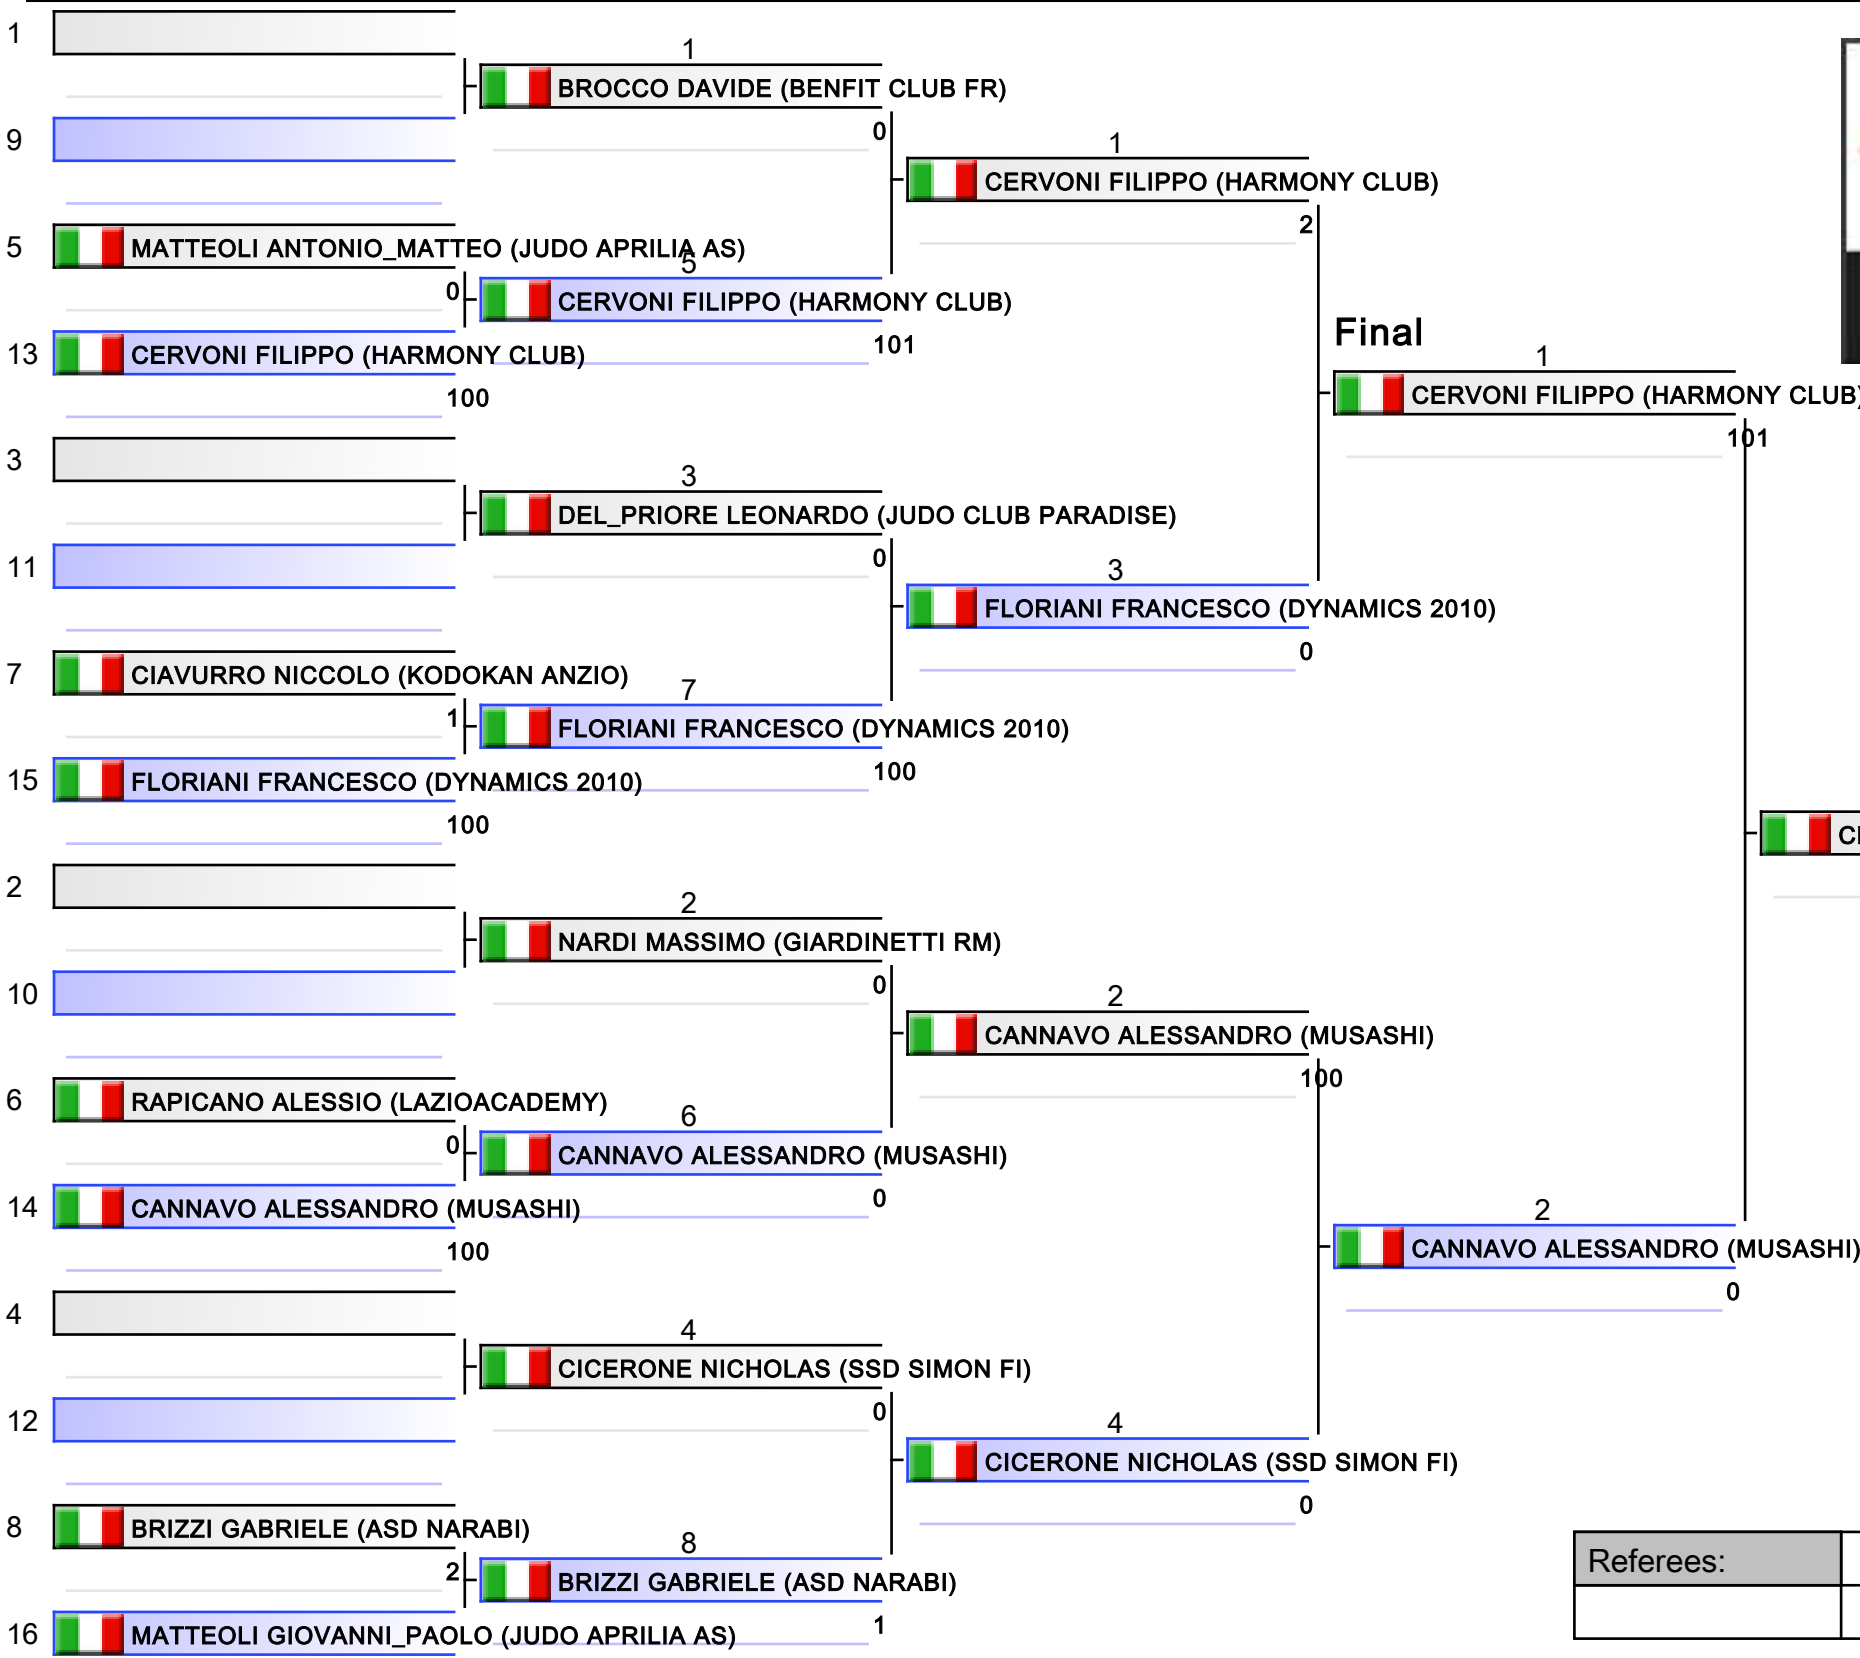 1
1
BROCCO DAVIDE (BENFIT CLUB FR)
0
9
1
CERVONI FILIPPO (HARMONY CLUB)
2
5
MATTEOLI ANTONIO_MATTEO (JUDO APRILIA AS)
5
0
CERVONI FILIPPO (HARMONY CLUB)
101
13
CERVONI FILIPPO (HARMONY CLUB)
100
Final
1
CERVONI FILIPPO (HARMONY CLUB)
101
3
3
DEL_PRIORE LEONARDO (JUDO CLUB PARADISE)
0
11
3
FLORIANI FRANCESCO (DYNAMICS 2010)
0
7
CIAVURRO NICCOLO (KODOKAN ANZIO)
7
1
FLORIANI FRANCESCO (DYNAMICS 2010)
100
15
FLORIANI FRANCESCO (DYNAMICS 2010)
100
2
2
NARDI MASSIMO (GIARDINETTI RM)
0
10
2
CANNAVO ALESSANDRO (MUSASHI)
100
6
RAPICANO ALESSIO (LAZIOACADEMY)
6
0
CANNAVO ALESSANDRO (MUSASHI)
0
14
CANNAVO ALESSANDRO (MUSASHI)
100
2
CANNAVO ALESSANDRO (MUSASHI)
0
4
4
CICERONE NICHOLAS (SSD SIMON FI)
0
12
4
CICERONE NICHOLAS (SSD SIMON FI)
0
8
BRIZZI GABRIELE (ASD NARABI)
8
2
BRIZZI GABRIELE (ASD NARABI)
1
16
MATTEOLI GIOVANNI_PAOLO (JUDO APRILIA AS)
Referees: